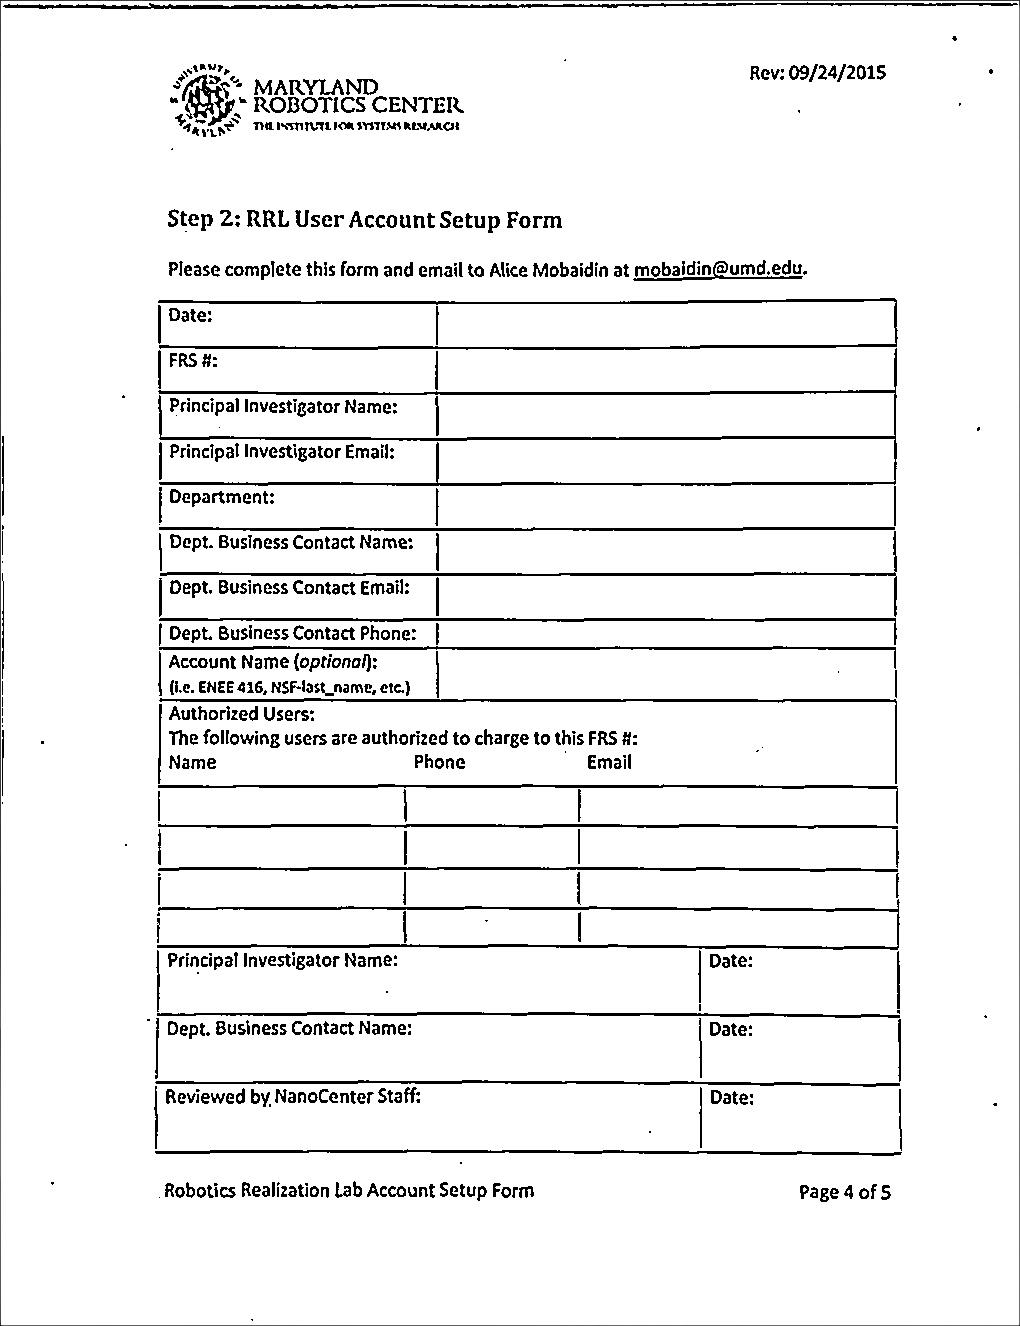 Rev: 09/24/2015
UNIVERSITY OF MARYLAND
MARYLAND
ROBOTICS CENTER
THE INSTITUTE FOR SYSTEMS RESEARCH
Step 2: RRL User Account Setup Form
Please complete this form and email to Alice Mobaidin at mobaidin@umd.edu.
Date:
FRS #:
Principal Investigator Name:
Principal Investigator Email:
Department:
Dept. Business Contact Name:
Dept. Business Contact Email:
Dept. Business Contact Phone:
Account Name (optional):
(i.e. ENEE 416, NSF-last_name, etc.)
Authorized Users:
The following users are authorized to charge to this FRS #:
Name Phone Email
Principal Investigator Name: Date:
Dept. Business Contact Name: Date:
Reviewed by NanoCenter Staff: Date:
Robotics Realization Lab Account Setup Form Page 4 of 5